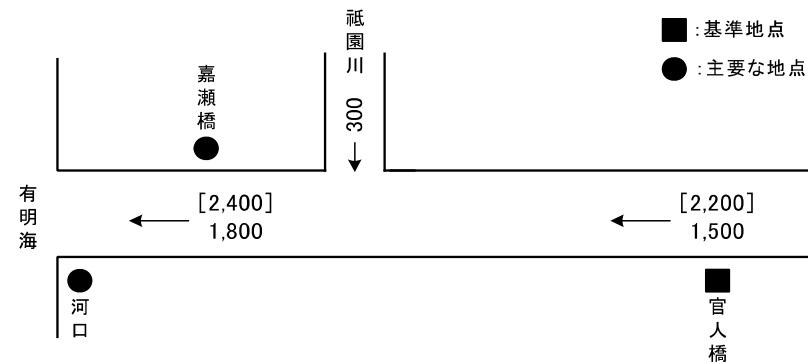 祗園川
300
■:基準地点
●:主要な地点
嘉瀬橋
有明海
[2,400]
1,800
[2,200]
1,500
河口
官人橋